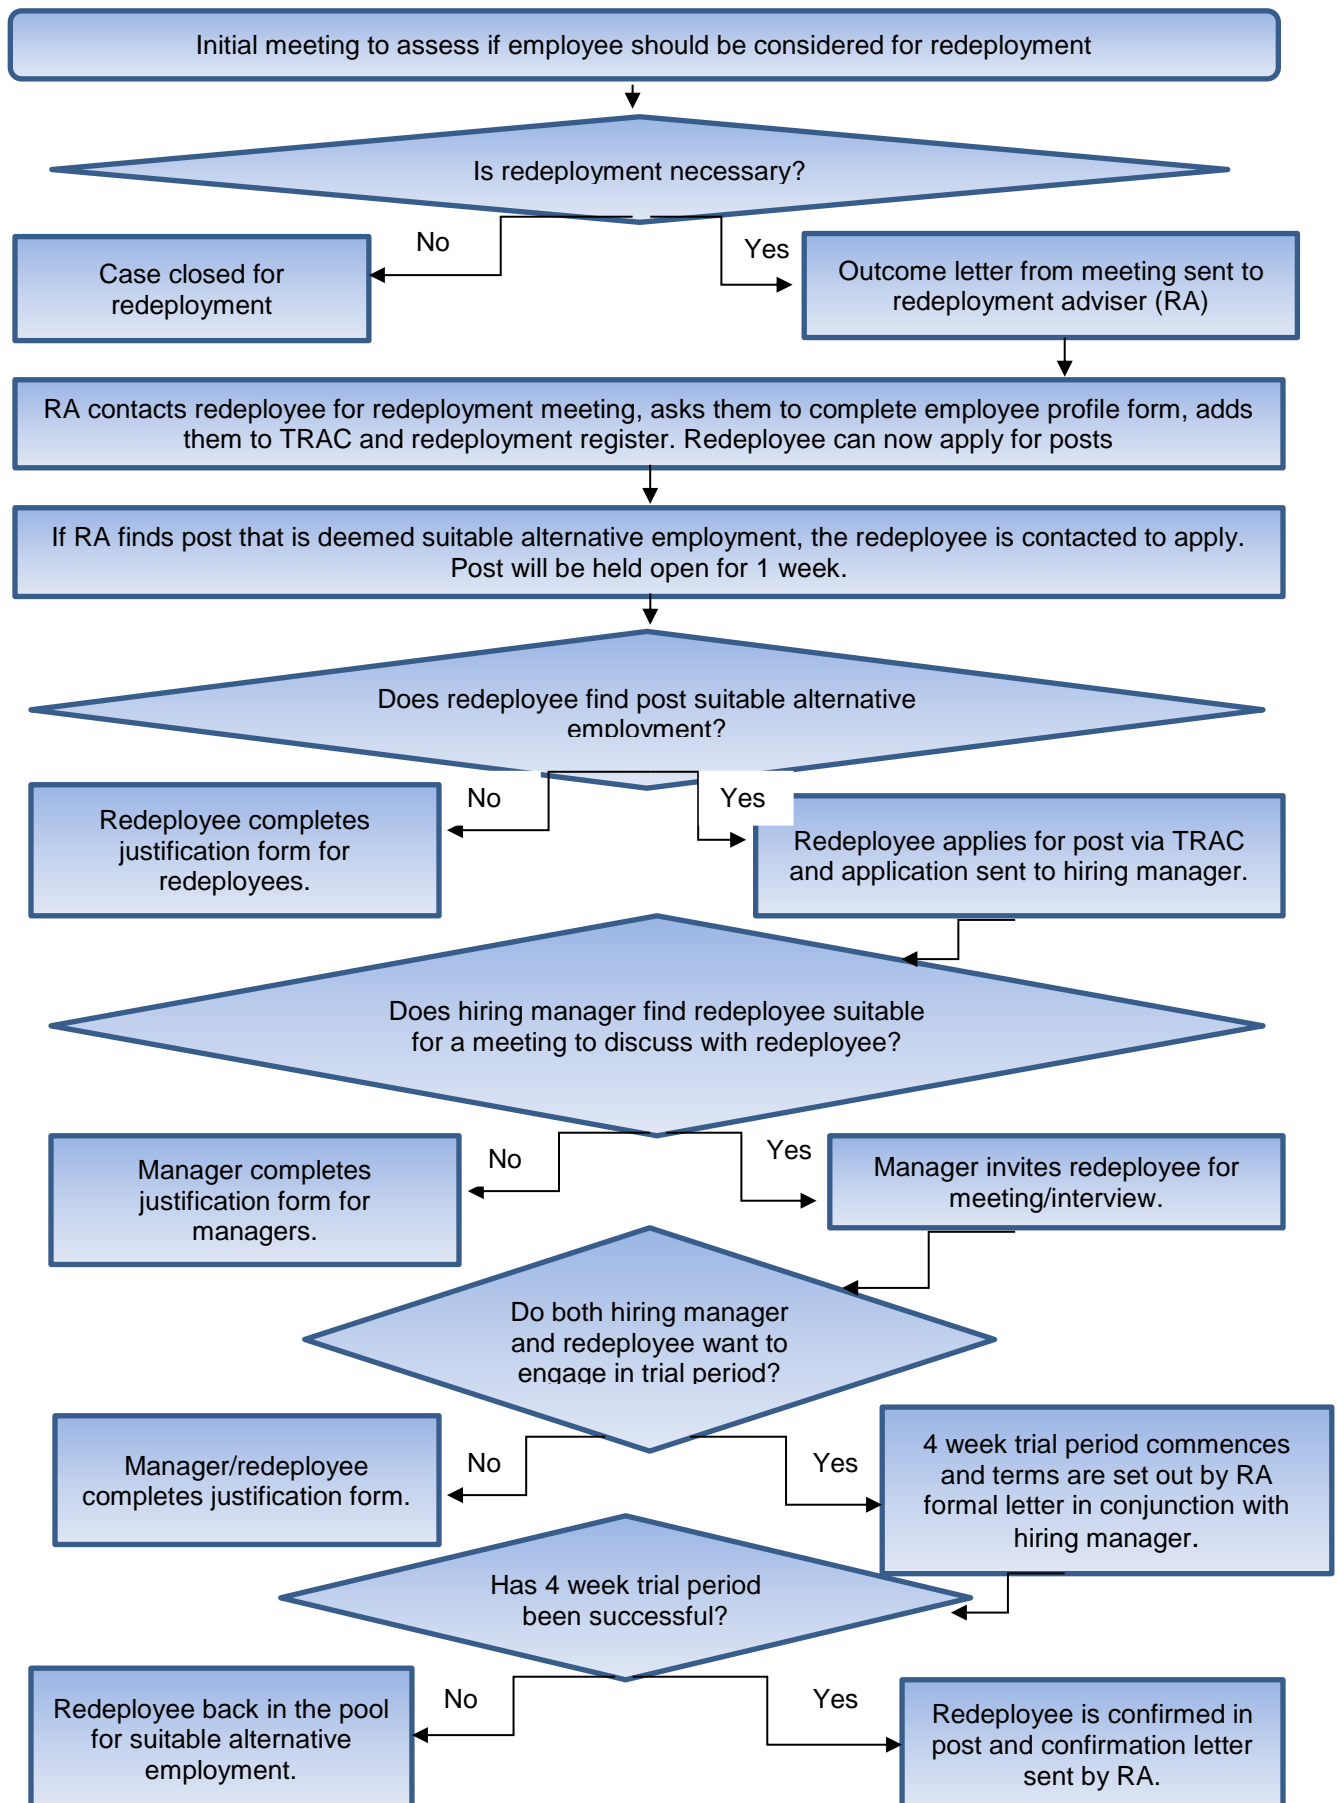 Initial meeting to assess if employee should be considered for redeployment
Is redeployment necessary?
No
Yes
Case closed for
redeployment
Outcome letter from meeting sent to
redeployment adviser (RA)
RA contacts redeployee for redeployment meeting, asks them to complete employee profile form, adds
them to TRAC and redeployment register. Redeployee can now apply for posts
If RA finds post that is deemed suitable alternative employment, the redeployee is contacted to apply.
Post will be held open for 1 week.
Does redeployee find post suitable alternative
employment?
No
Yes
Redeployee completes
justification form for
redeployees.
Redeployee applies for post via TRAC
and application sent to hiring manager.
Does hiring manager find redeployee suitable
for a meeting to discuss with redeployee?
No
Yes
Manager completes
justification form for
managers.
Manager invites redeployee for
meeting/interview.
Do both hiring manager
and redeployee want to
engage in trial period?
No
Yes
Manager/redeployee
completes justification form.
4 week trial period commences
and terms are set out by RA
formal letter in conjunction with
hiring manager.
Has 4 week trial period
been successful?
No
Yes
Redeployee back in the pool
for suitable alternative
employment.
Redeployee is confirmed in
post and confirmation letter
sent by RA.